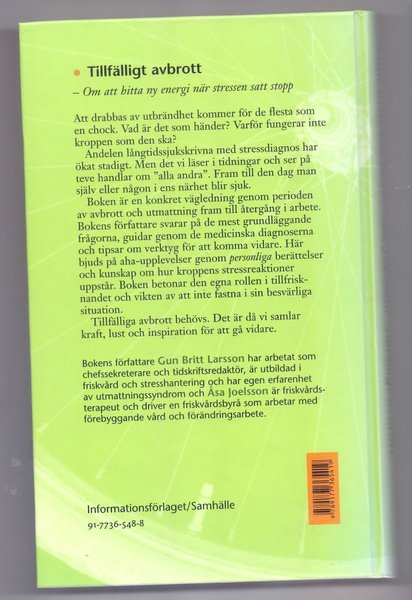 • Tillfälligt avbrott
– Om att hitta ny energi när stressen satt stopp
Att drabbas av utbrändhet kommer för de flesta som
en chock. Vad är det som händer? Varför fungerar inte
kroppen som den ska?
Andelen långtidssjukskrivna med stressdiagnos har
ökat stadigt. Men det vi läser i tidningar och ser på
teve handlar om "alla andra". Fram till den dag man
själv eller någon i ens närhet blir sjuk.
Boken är en konkret vägledning genom perioden
av avbrott och utmattning fram till återgång i arbete.
Bokens författare svarar på de mest grundläggande
frågorna, guidar genom de medicinska diagnoserna
och tipsar om verktyg för att komma vidare. Här
bjuds på aha-upplevelser genom personliga berättelser
och kunskap om hur kroppens stressreaktioner
uppstår. Boken betonar den egna rollen i tillfrisk-
nandet och vikten av att inte fastna i sin besvärliga
situation.
Tillfälliga avbrott behövs. Det är då vi samlar
kraft, lust och inspiration för att gå vidare.
Bokens författare Gun Britt Larsson har arbetat som
chefssekreterare och tidskriftsredaktör, är utbildad i
friskvård och stresshantering och har egen erfarenhet
av utmattningssyndrom och Åsa Joelsson är friskvårds-
terapeut och driver en friskvårdsbyrå som arbetar med
förebyggande vård och förändringsarbete.
Informationsförlaget/Samhälle
91-7736-548-8